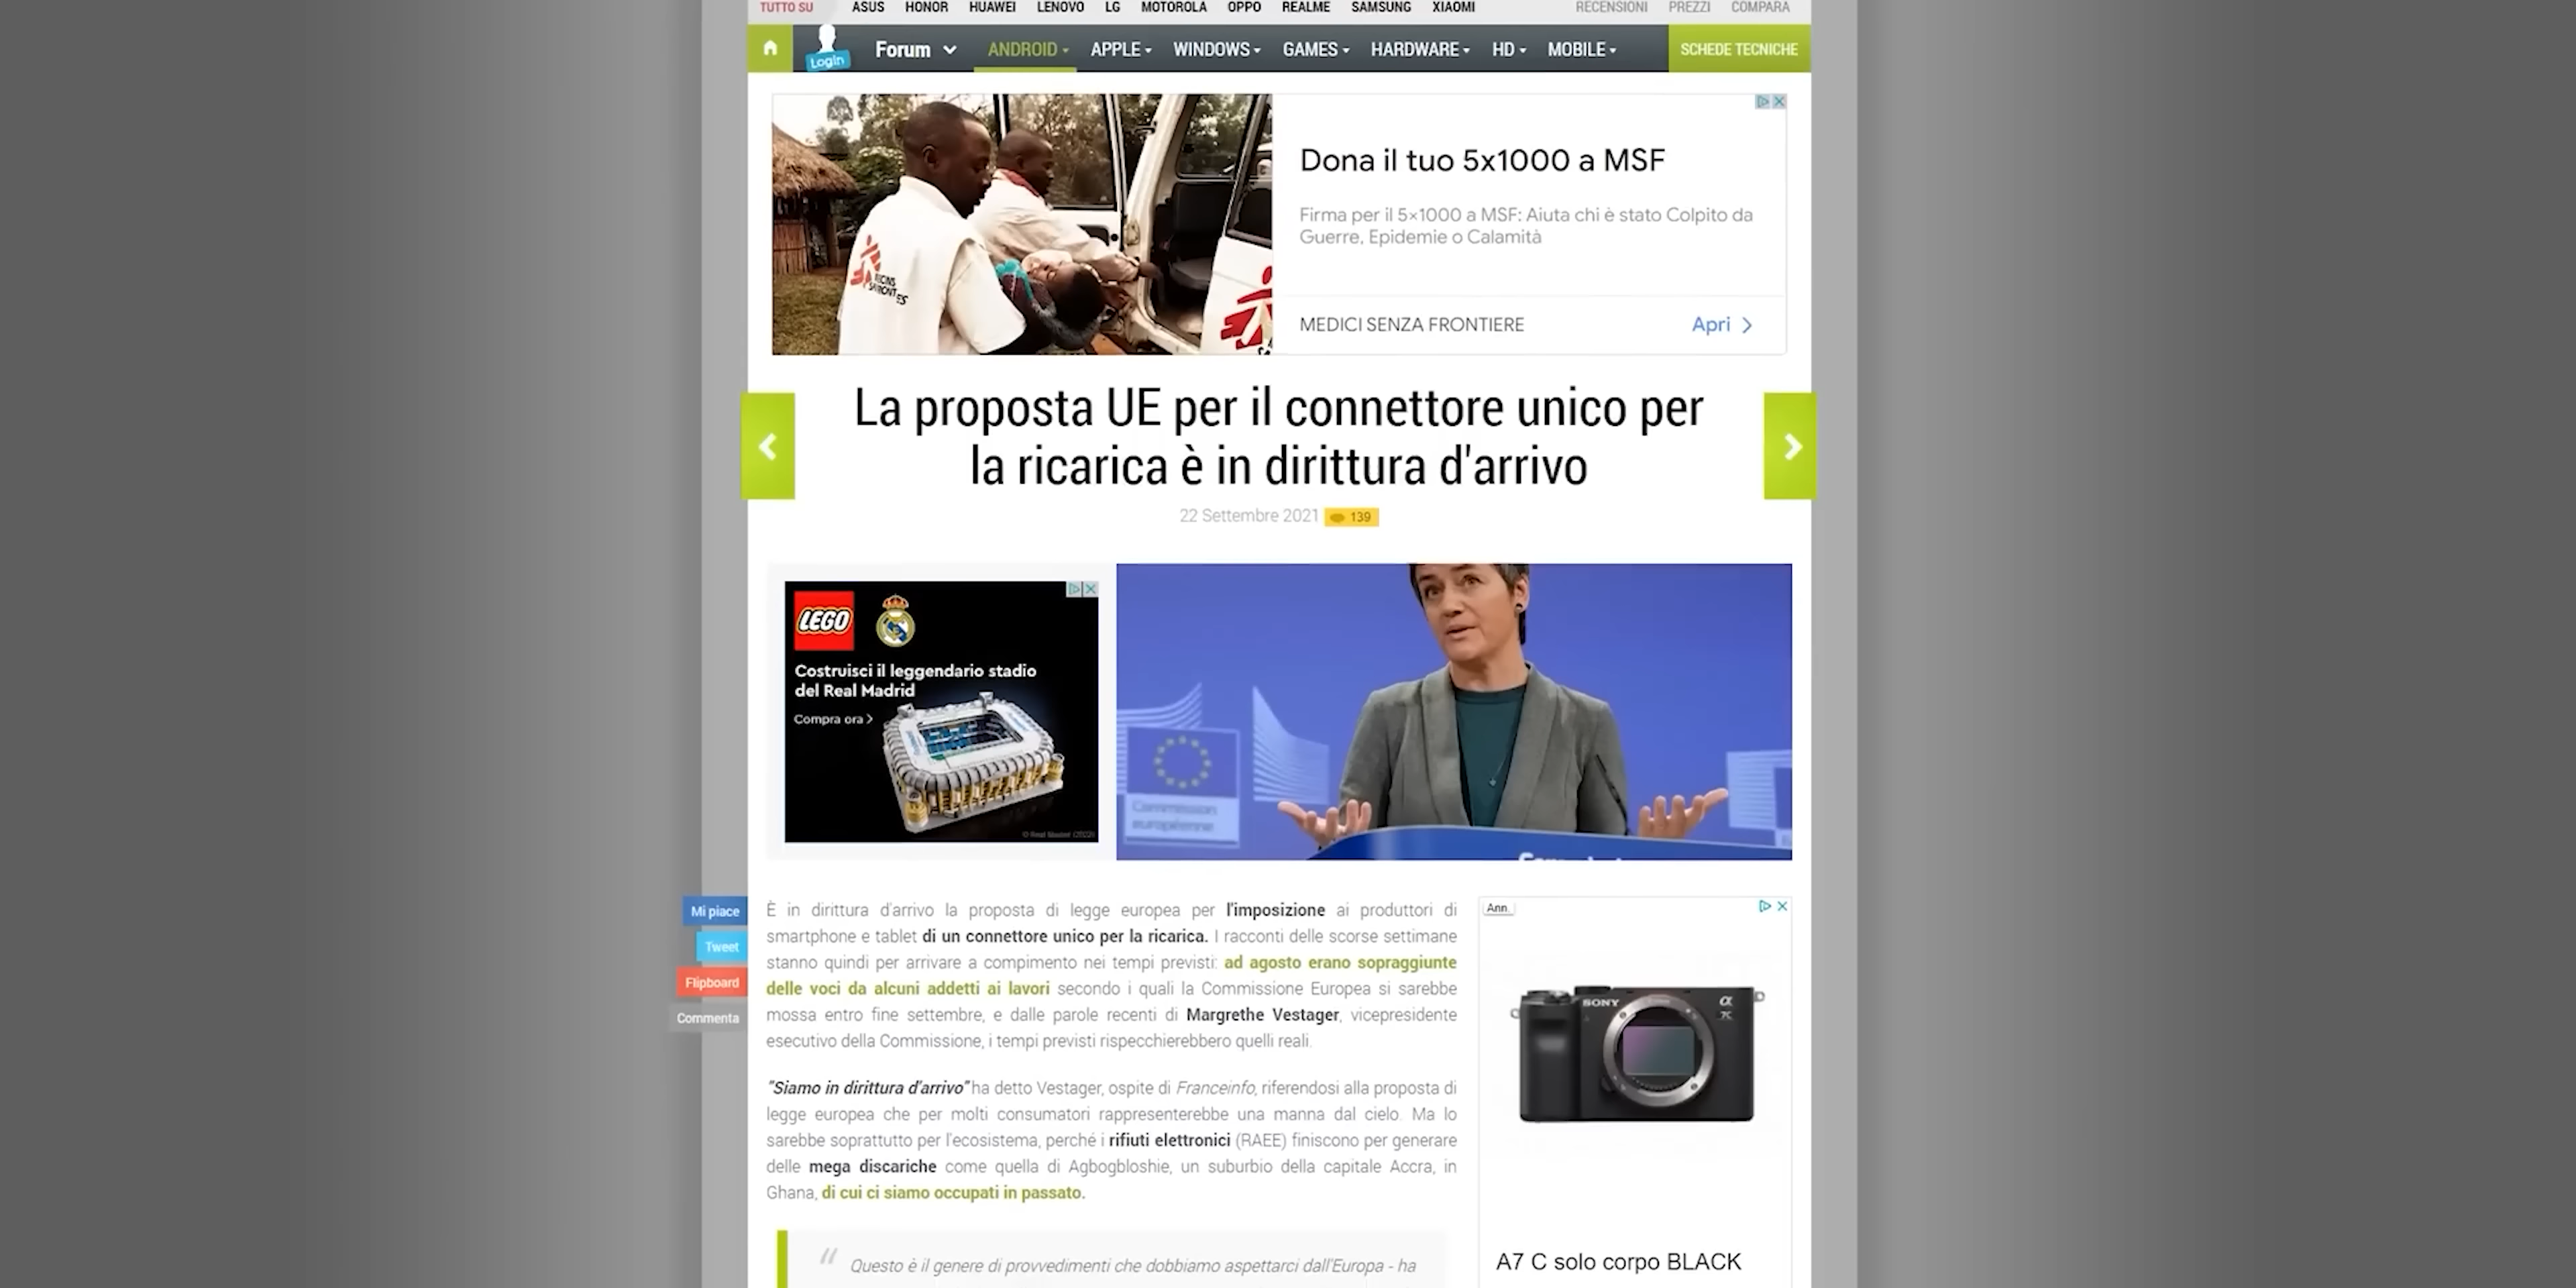 TUTTO SU ASUS HONOR HUAWEI LENOVO LG MOTOROLA OPPO REALME SAMSUNG XIAOMI RECENSIONI PREZZI COMPARA
Login Forum ANDROID APPLE WINDOWS GAMES HARDWARE HD MOBILE SCHEDE TECNICHE
Dona il tuo 5x1000 a MSF
Firma per il 5×1000 a MSF: Aiuta chi è stato Colpito da
Guerre, Epidemie o Calamità
MEDICI SENZA FRONTIERE Apri
La proposta UE per il connettore unico per
la ricarica è in dirittura d'arrivo
22 Settembre 2021 139
LEGO
Costruisci il leggendario stadio
del Real Madrid
Compra ora >
Commission
européenne
Mi piace
Tweet
Flipboard
Commenta
È in dirittura d'arrivo la proposta di legge europea per l'imposizione ai produttori di
smartphone e tablet di un connettore unico per la ricarica. I racconti delle scorse settimane
stanno quindi per arrivare a compimento nei tempi previsti: ad agosto erano sopraggiunte
delle voci da alcuni addetti ai lavori secondo i quali la Commissione Europea si sarebbe
mossa entro fine settembre, e dalle parole recenti di Margrethe Vestager, vicepresidente
esecutivo della Commissione, i tempi previsti rispecchierebbero quelli reali.
"Siamo in dirittura d'arrivo" ha detto Vestager, ospite di Franceinfo, riferendosi alla proposta di
legge europea che per molti consumatori rappresenterebbe una manna dal cielo. Ma lo
sarebbe soprattutto per l'ecosistema, perché i rifiuti elettronici (RAEE) finiscono per generare
delle mega discariche come quella di Agbogbloshie, un suburbio della capitale Accra, in
Ghana, di cui ci siamo occupati in passato.
“ Questo è il genere di provvedimenti che dobbiamo aspettarci dall'Europa - ha
Ann.
SONY α
7C
A7 C solo corpo BLACK